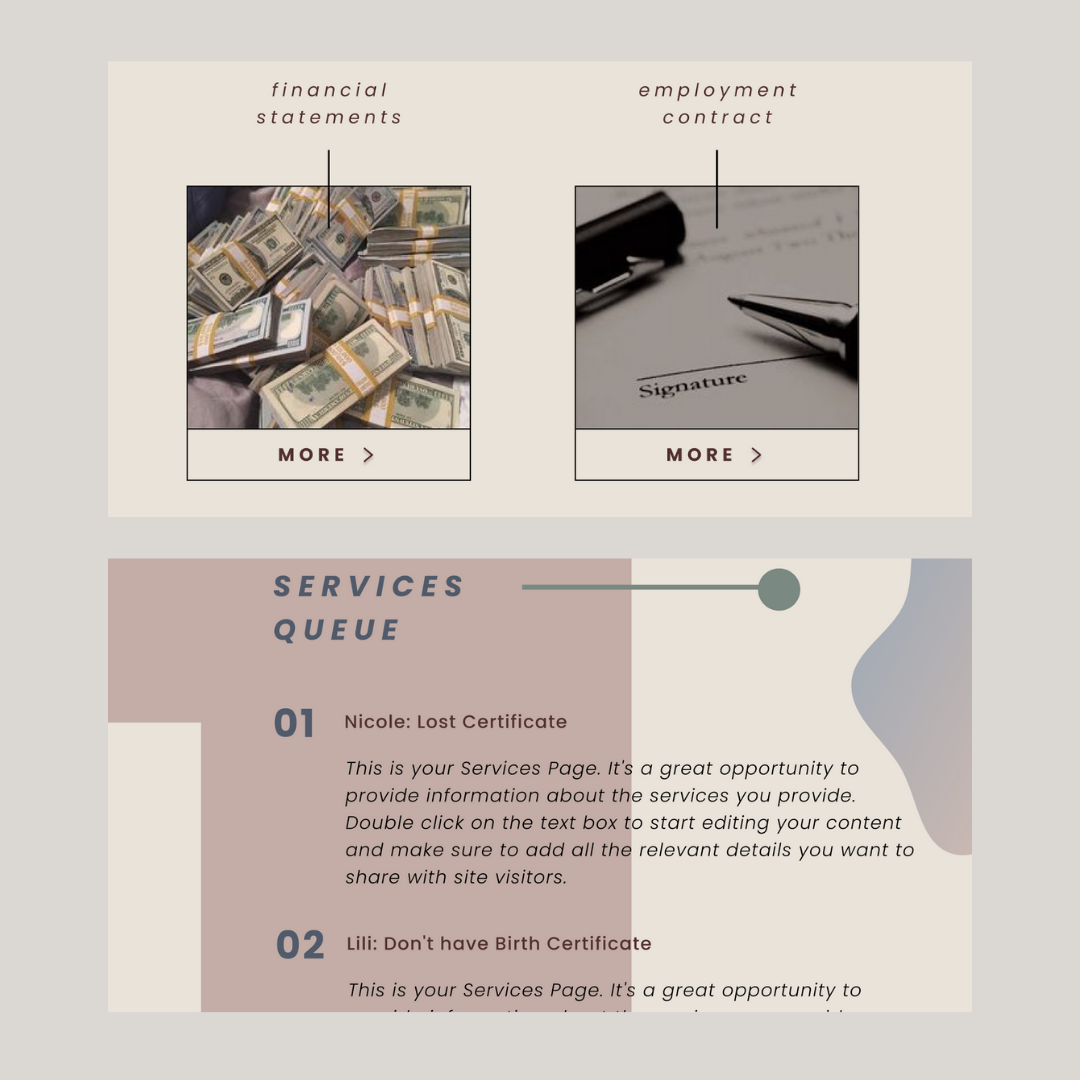 financial
statements
employment
contract
Signature
MORE >
MORE >
SERVICES
QUEUE
01
Nicole: Lost Certificate
This is your Services Page. It's a great opportunity to
provide information about the services you provide.
Double click on the text box to start editing your content
and make sure to add all the relevant details you want to
share with site visitors.
02
Lili: Don't have Birth Certificate
This is your Services Page. It's a great opportunity to